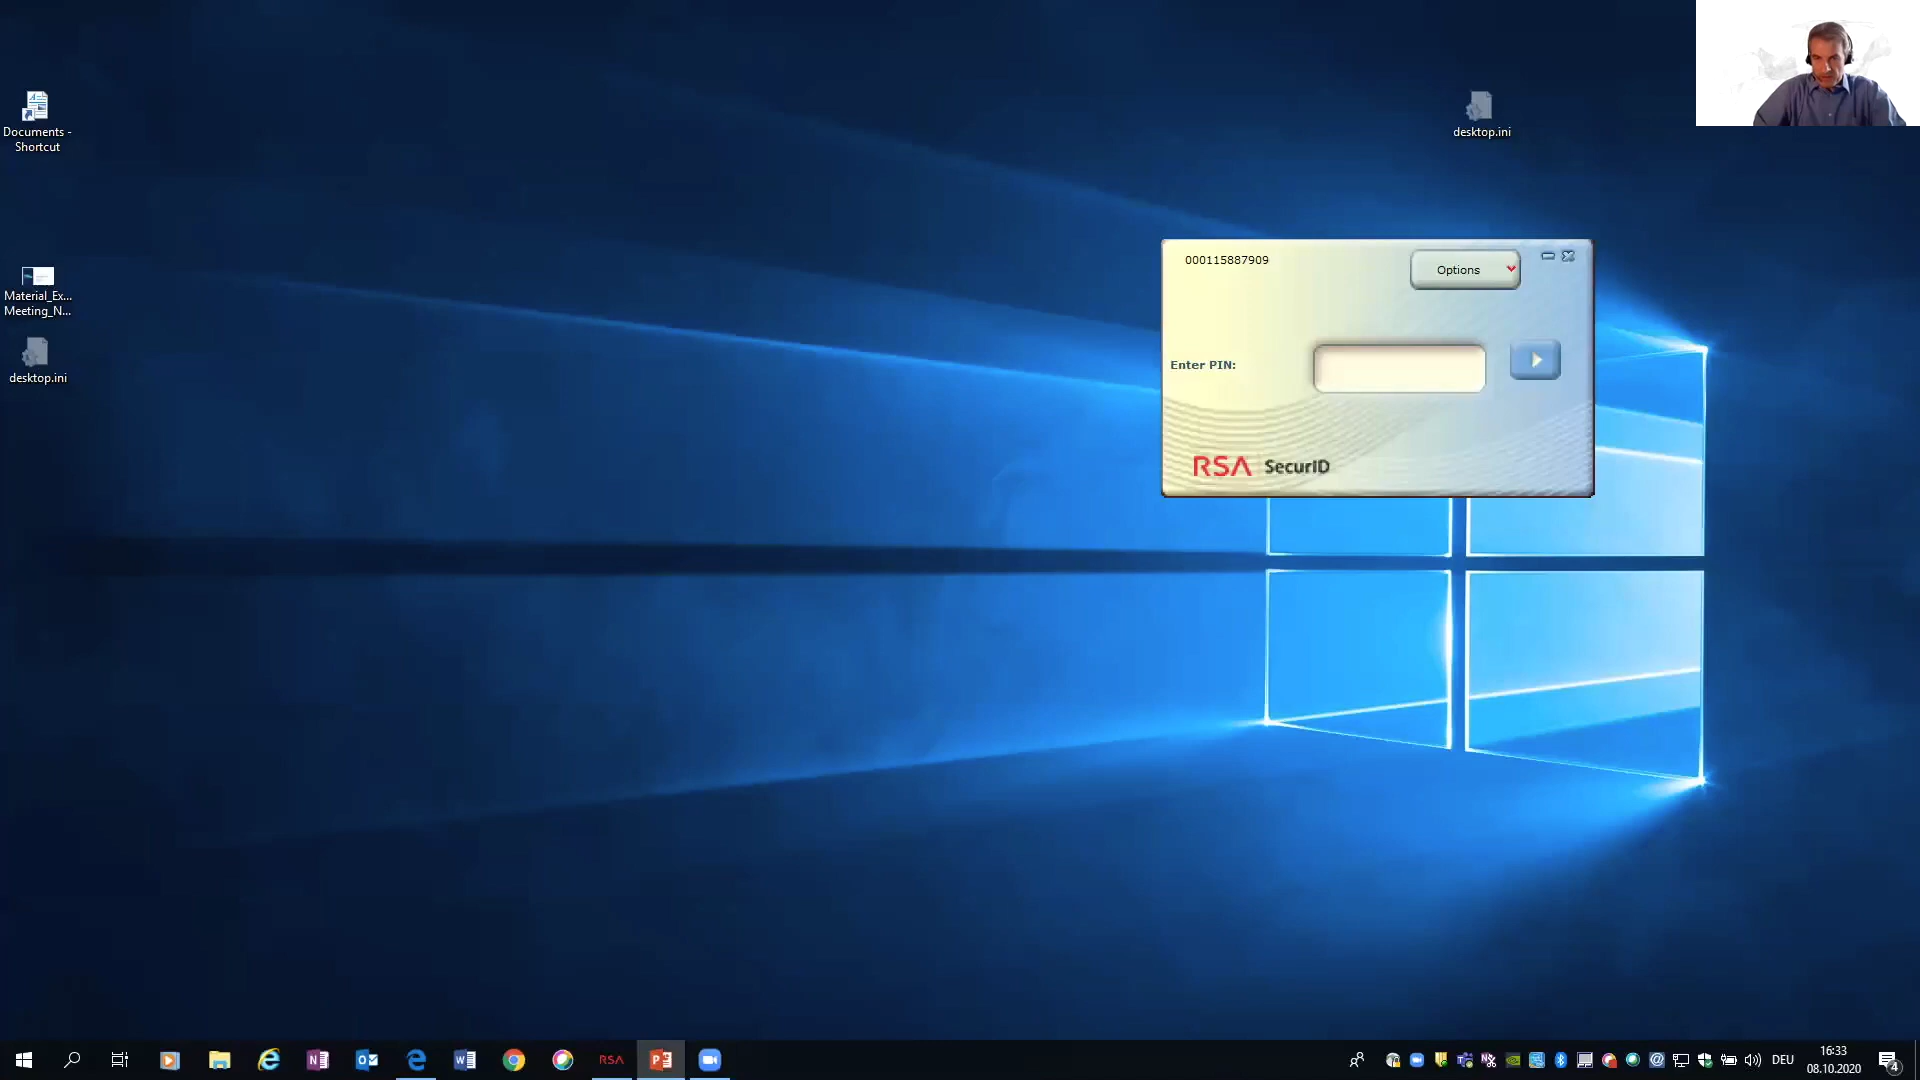 Documents -
Shortcut
desktop.ini
Material_Ex...
Meeting_N...
desktop.ini
000115887909
Options
Enter PIN:
RSA SecurID
RSA
DEU
16:33
08.10.2020
4